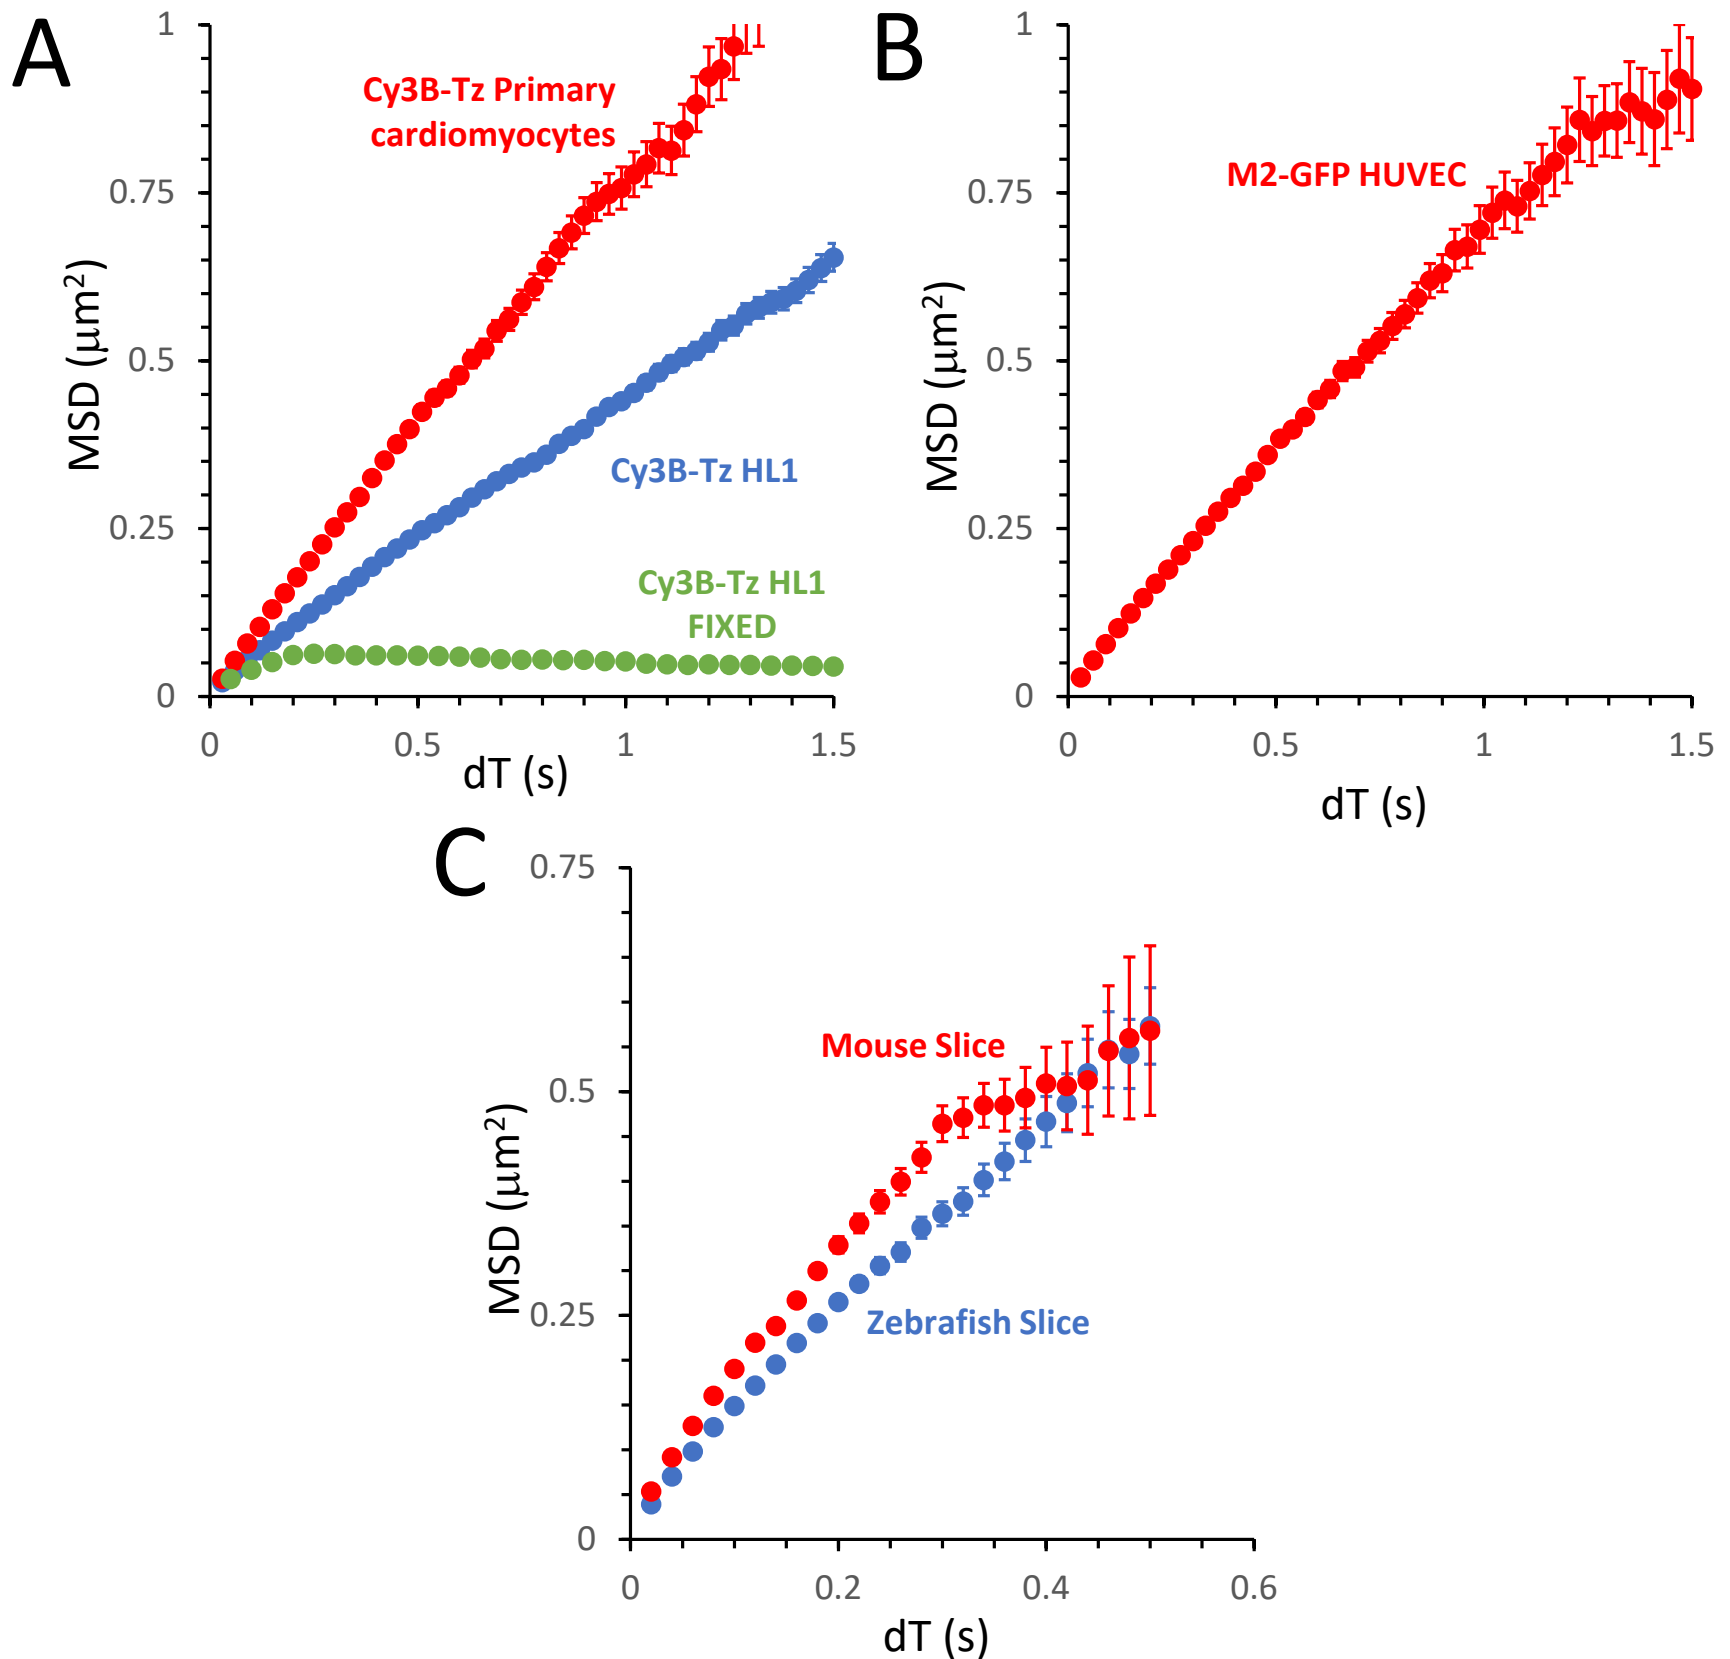 A
1
0.75
0.5
0.25
0
MSD (μm²)
Cy3B-Tz Primary
cardiomyocytes
Cy3B-Tz HL1
Cy3B-Tz HL1
FIXED
0
0.5
1
1.5
dT (s)
B
1
0.75
0.5
0.25
0
MSD (μm²)
M2-GFP HUVEC
0
0.5
1
1.5
dT (s)
C
0.75
0.5
0.25
0
MSD (μm²)
Mouse Slice
Zebrafish Slice
0
0.2
0.4
0.6
dT (s)